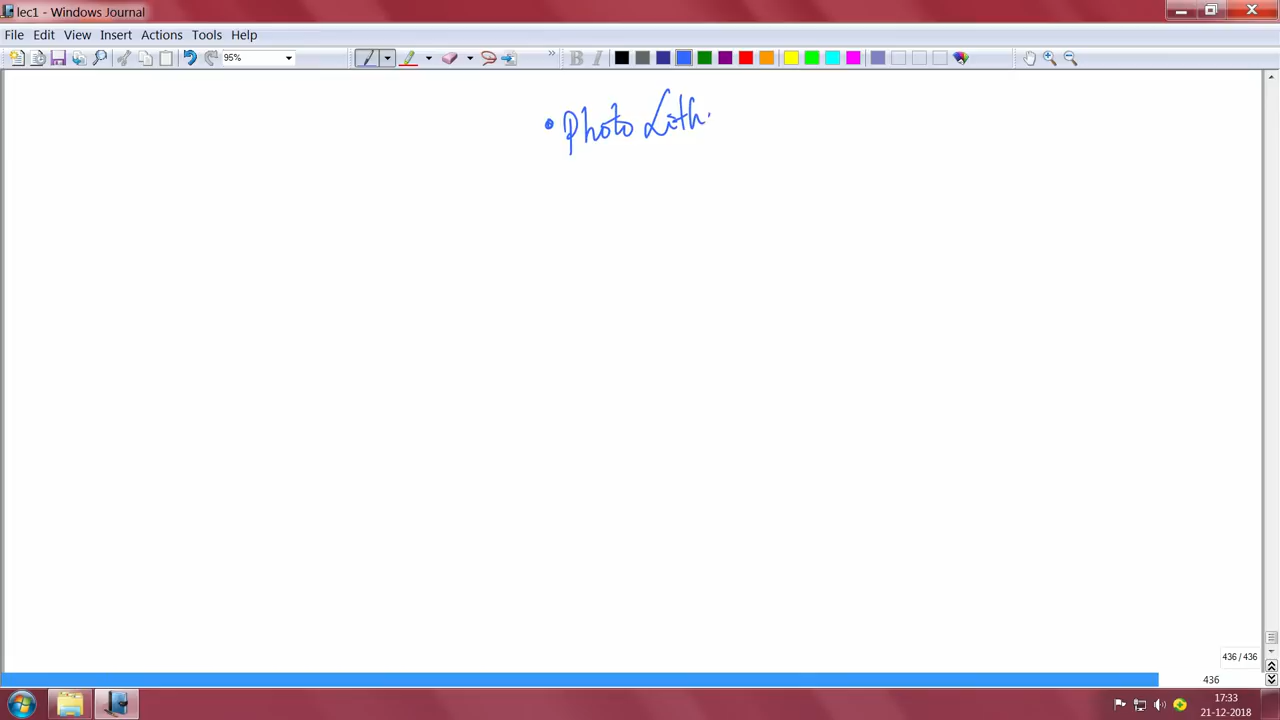 lec1 - Windows Journal
File Edit View Insert Actions Tools Help
95% » B I
• Photo Lith.
436 / 436
436
17:33
21-12-2018